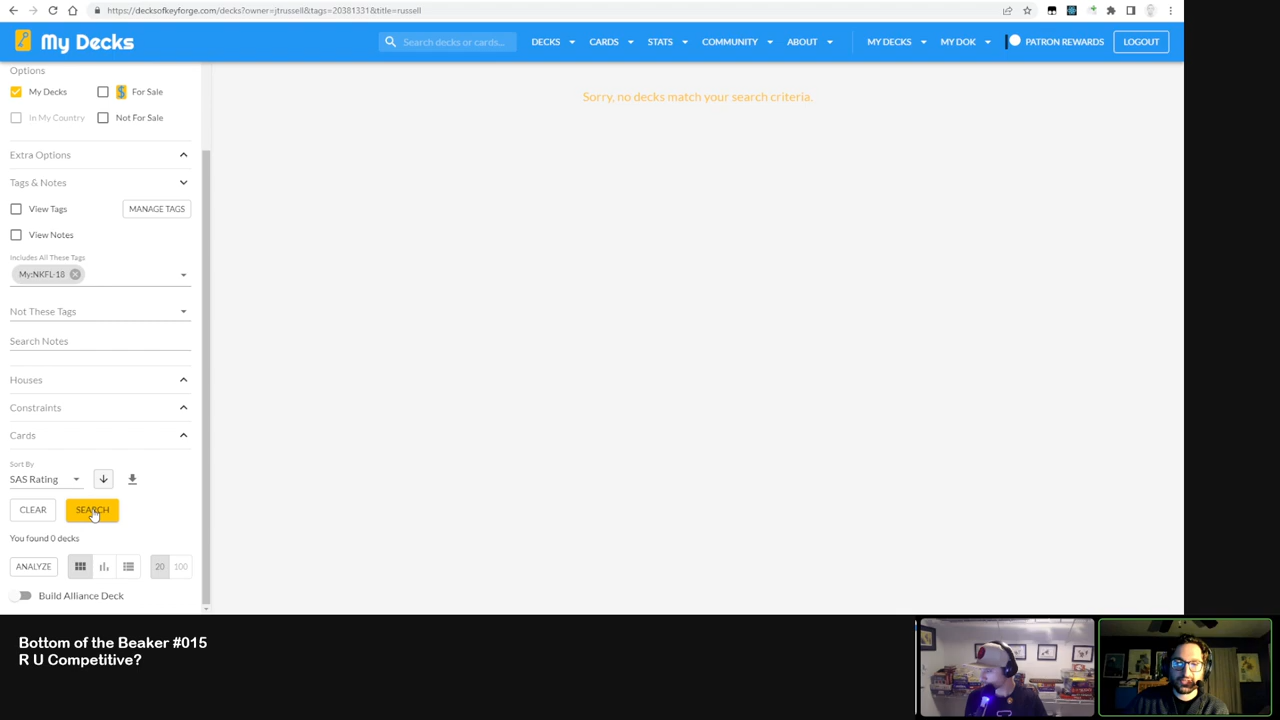 https://decksofkeyforge.com/decks?owner=jtrussell&tags=20381331&title=russell
My Decks
Search decks or cards...
DECKS
CARDS
STATS
COMMUNITY
ABOUT
MY DECKS
MY DOK
PATRON REWARDS
LOGOUT
Options
My Decks
$ For Sale
In My Country
Not For Sale
Extra Options
Tags & Notes
View Tags
MANAGE TAGS
View Notes
Includes All These Tags
My:NKFL-18
Not These Tags
Search Notes
Houses
Constraints
Cards
Sort By
SAS Rating
CLEAR
SEARCH
You found 0 decks
ANALYZE
20
100
Build Alliance Deck
Sorry, no decks match your search criteria.
Bottom of the Beaker #015
R U Competitive?